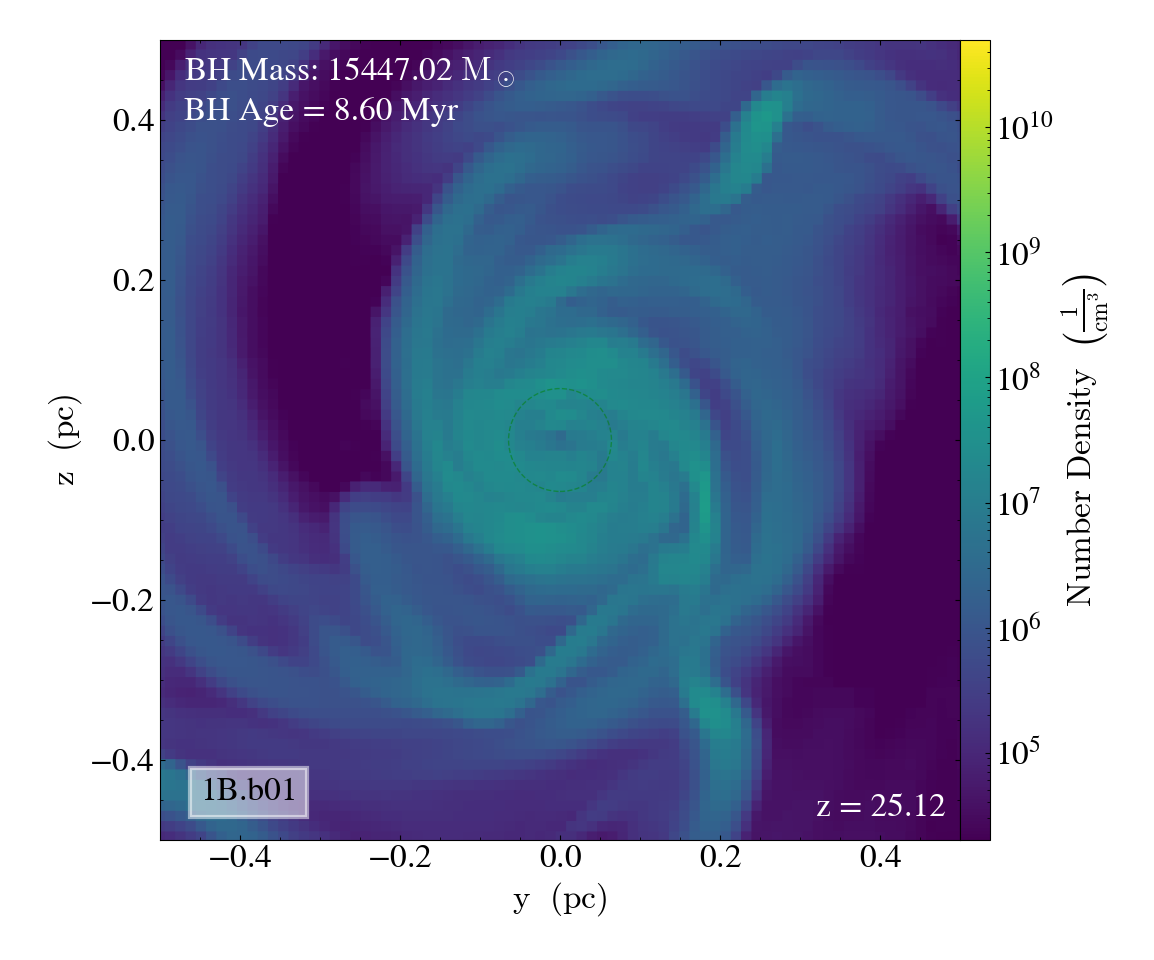 BH Mass: 15447.02 M⊙
BH Age = 8.60 Myr
0.4
0.2
0.0
−0.2
−0.4
z (pc)
1B.b01
z = 25.12
−0.4 −0.2 0.0 0.2 0.4
y (pc)
10¹⁰
10⁹
10⁸
10⁷
10⁶
10⁵
Number Density (1/cm³)